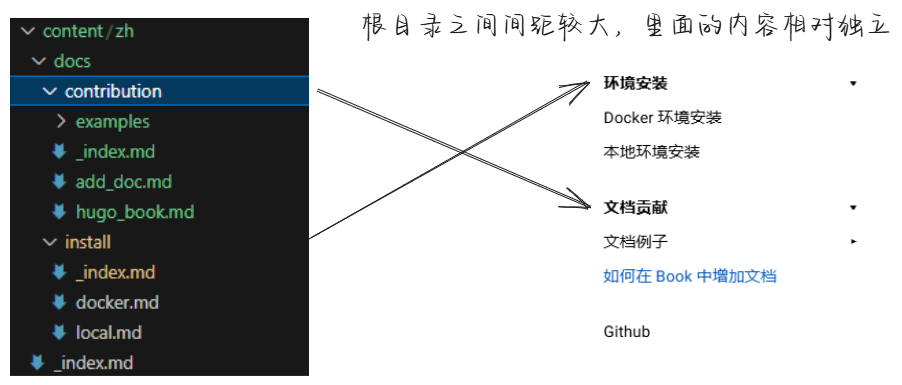 根目录之间间距较大，里面的内容相对独立
content/zh
docs
contribution
examples
_index.md
add_doc.md
hugo_book.md
install
_index.md
docker.md
local.md
_index.md
环境安装
Docker 环境安装
本地环境安装
文档贡献
文档例子
如何在 Book 中增加文档
Github